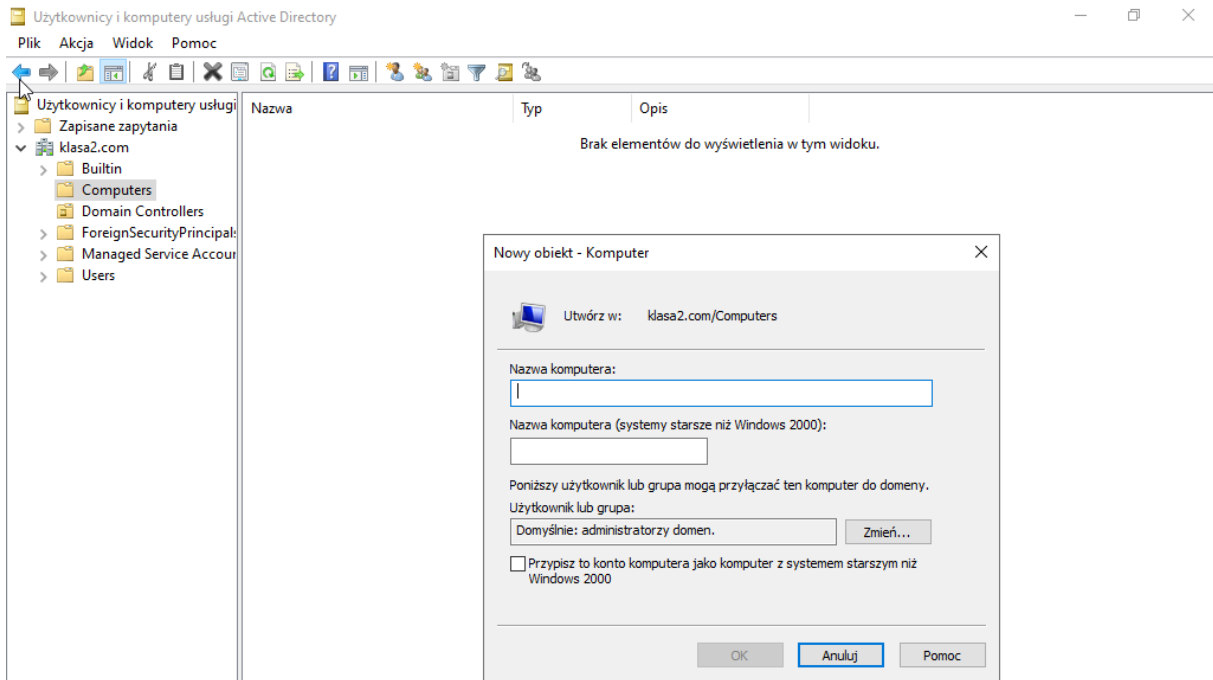 Użytkownicy i komputery usługi Active Directory
Plik Akcja Widok Pomoc
Użytkownicy i komputery usługi
Zapisane zapytania
klasa2.com
Builtin
Computers
Domain Controllers
ForeignSecurityPrincipals
Managed Service Accour
Users
Nazwa Typ Opis
Brak elementów do wyświetlenia w tym widoku.
Nowy obiekt - Komputer
Utwórz w: klasa2.com/Computers
Nazwa komputera:
Nazwa komputera (systemy starsze niż Windows 2000):
Poniższy użytkownik lub grupa mogą przyłączać ten komputer do domeny.
Użytkownik lub grupa:
Domyślnie: administratorzy domen.
Zmień...
Przypisz to konto komputera jako komputer z systemem starszym niż
Windows 2000
OK Anuluj Pomoc